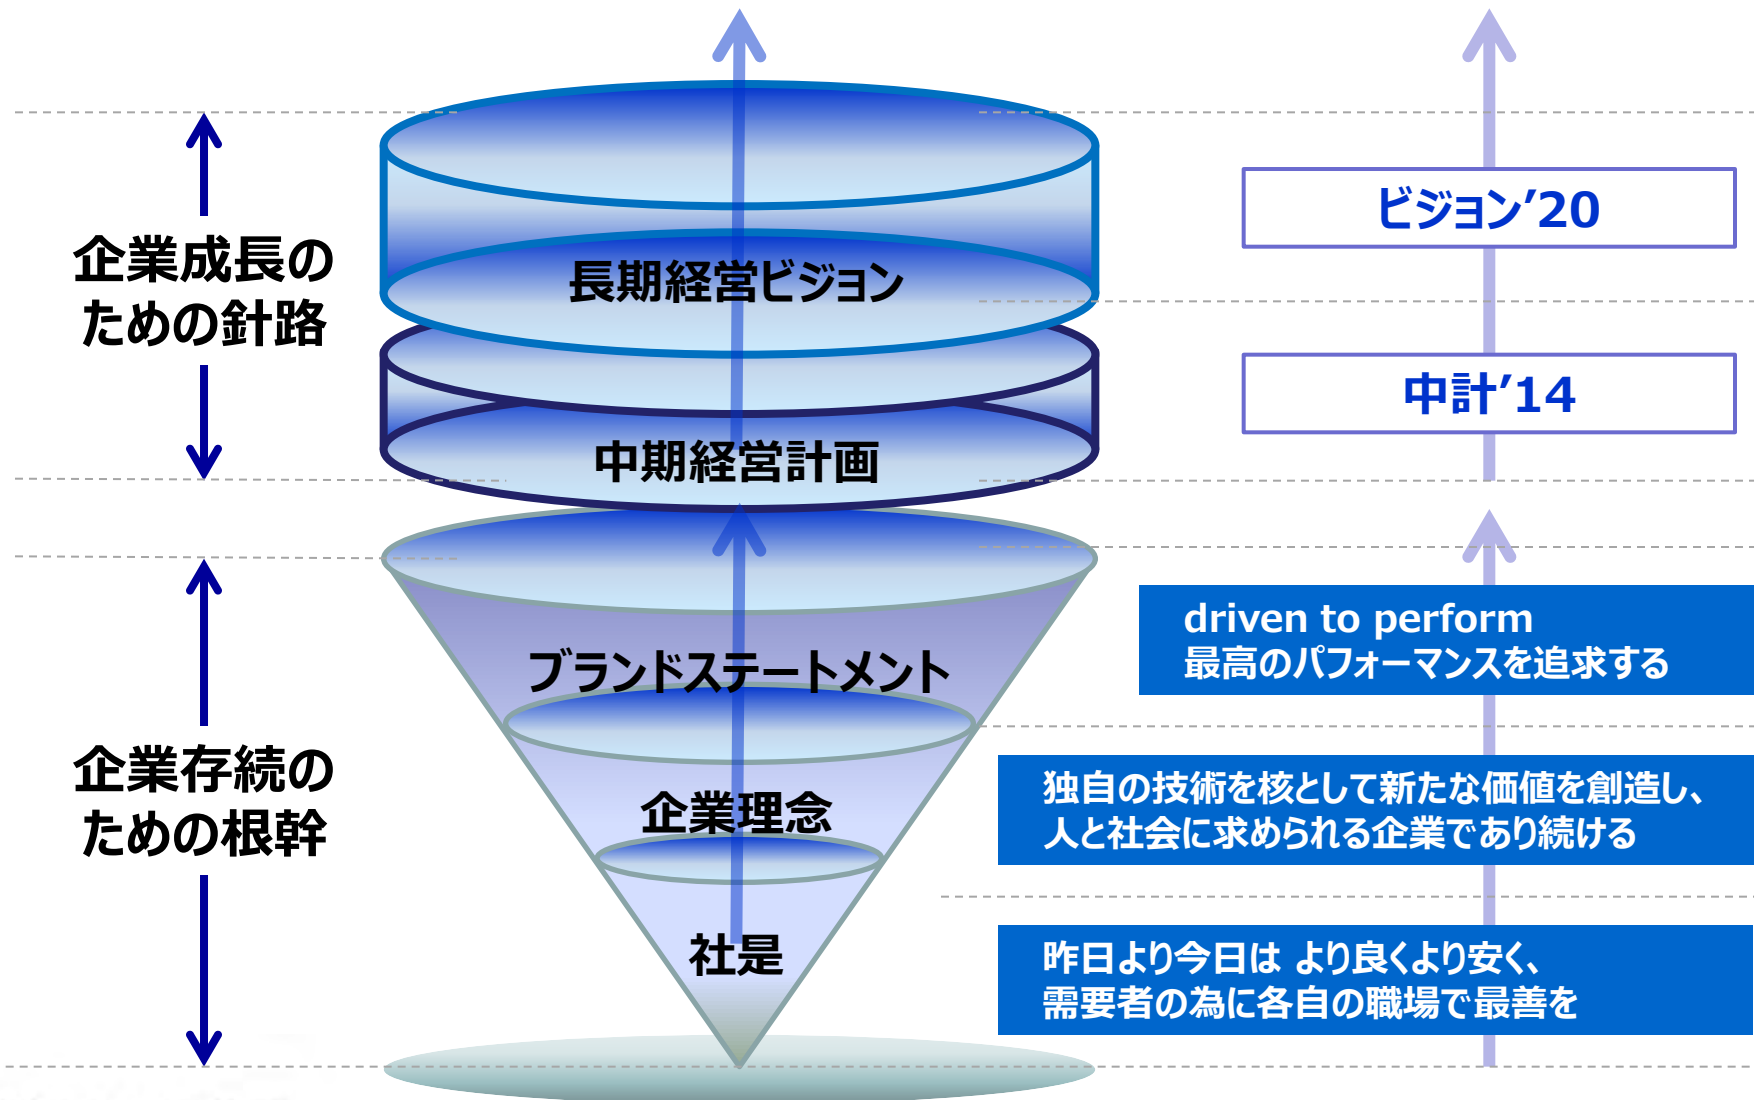 企業成長の
ための針路
長期経営ビジョン
中期経営計画
ビジョン’20
中計’14
企業存続の
ための根幹
ブランドステートメント
企業理念
社是
driven to perform
最高のパフォーマンスを追求する
独自の技術を核として新たな価値を創造し、
人と社会に求められる企業であり続ける
昨日より今日は より良くより安く、
需要者の為に各自の職場で最善を